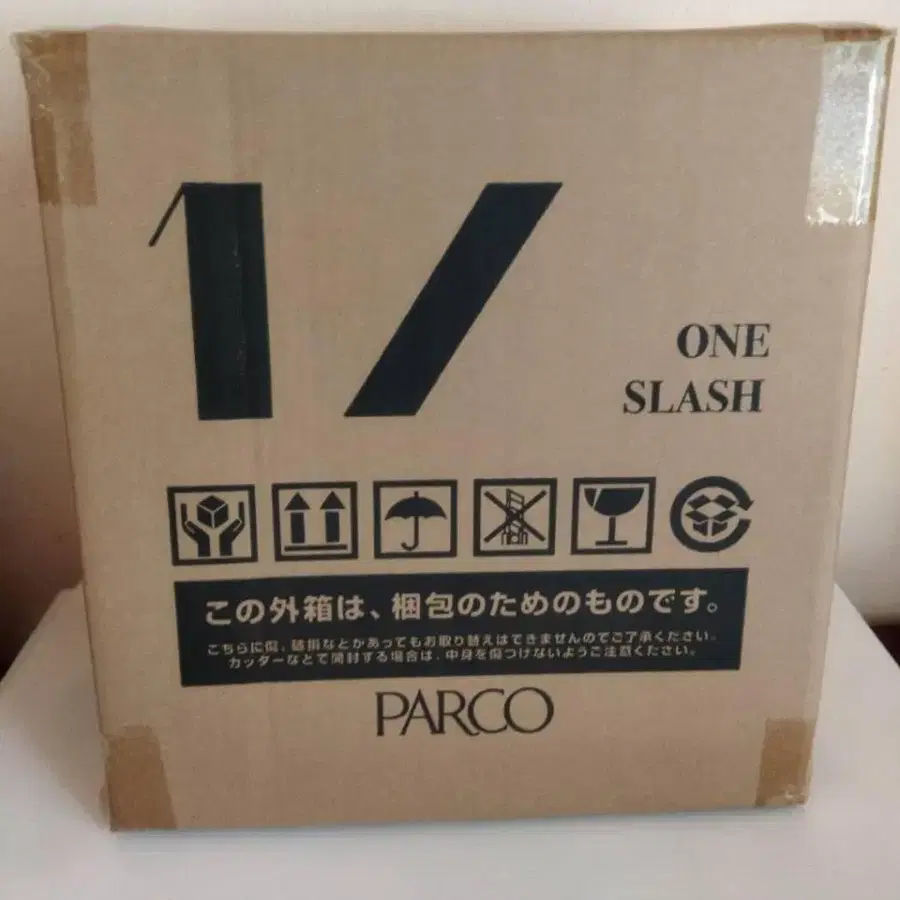 1/
ONE
SLASH
この外箱は、梱包のためのものです。
こちらに傷、破損などがあってもお取り替えはできませんのでご了承ください。
カッターなどで開封する場合は、中身を傷つけないようご注意ください。
PARCO